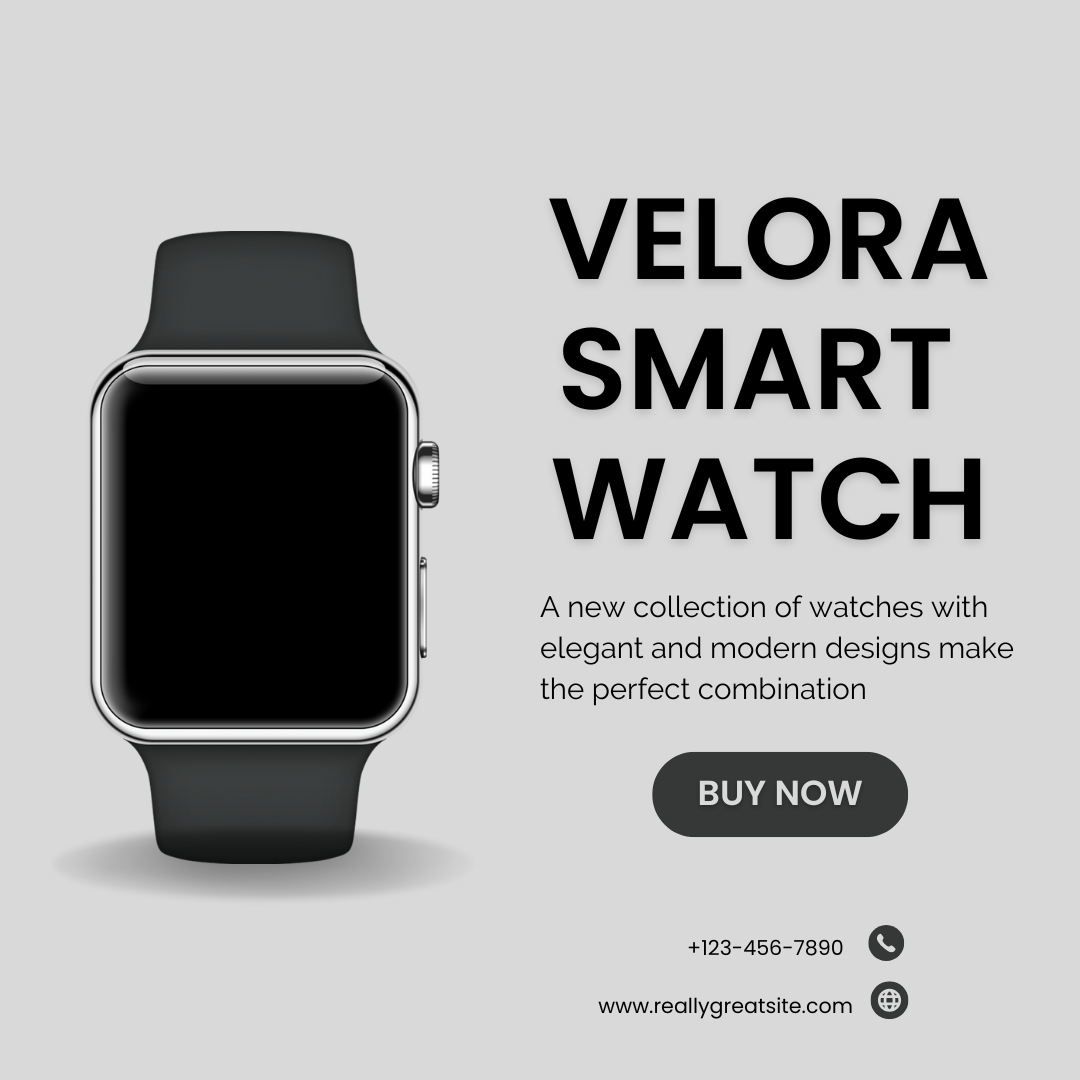 VELORA
SMART
WATCH
A new collection of watches with
elegant and modern designs make
the perfect combination
BUY NOW
+123-456-7890
www.reallygreatsite.com